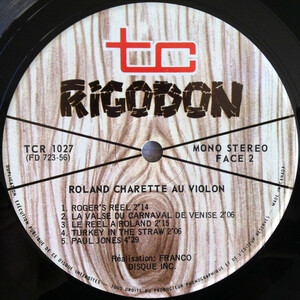 tc
RIGODON
TCR 1027
(FD 723-56)
MONO STEREO
FACE 2
ROLAND CHARETTE AU VIOLON
1. ROGER'S REEL 2'14
2. LA VALSE DU CARNAVAL DE VENISE 2'06
3. LE REEL A ROLAND 2'15
4. TURKEY IN THE STRAW 2'06
5. PAUL JONES 4'29
Réalisation: FRANCO
DISQUE INC.